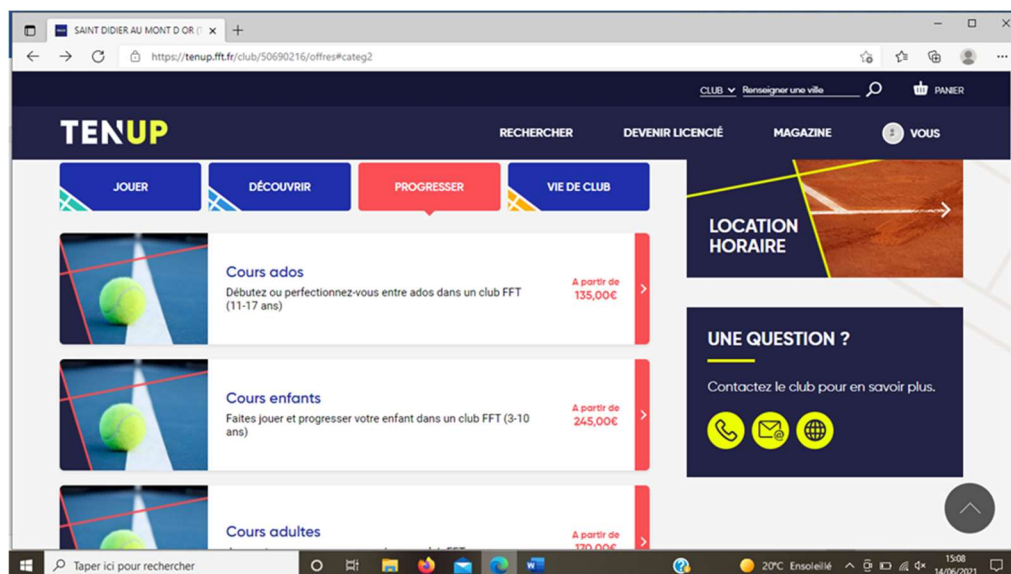 SAINT DIDIER AU MONT D OR (T
https://tenup.fft.fr/club/50690216/offres#categ2
CLUB Renseigner une ville PANIER
TENUP RECHERCHER DEVENIR LICENCIÉ MAGAZINE VOUS
JOUER DÉCOUVRIR PROGRESSER VIE DE CLUB
LOCATION
HORAIRE
Cours ados
Débutez ou perfectionnez-vous entre ados dans un club FFT
(11-17 ans)
A partir de
135,00€
Cours enfants
Faites jouer et progresser votre enfant dans un club FFT (3-10
ans)
A partir de
245,00€
Cours adultes
A partir de
170,00€
UNE QUESTION ?
Contactez le club pour en savoir plus.
Taper ici pour rechercher
20°C Ensoleillé
15:08
14/06/2021